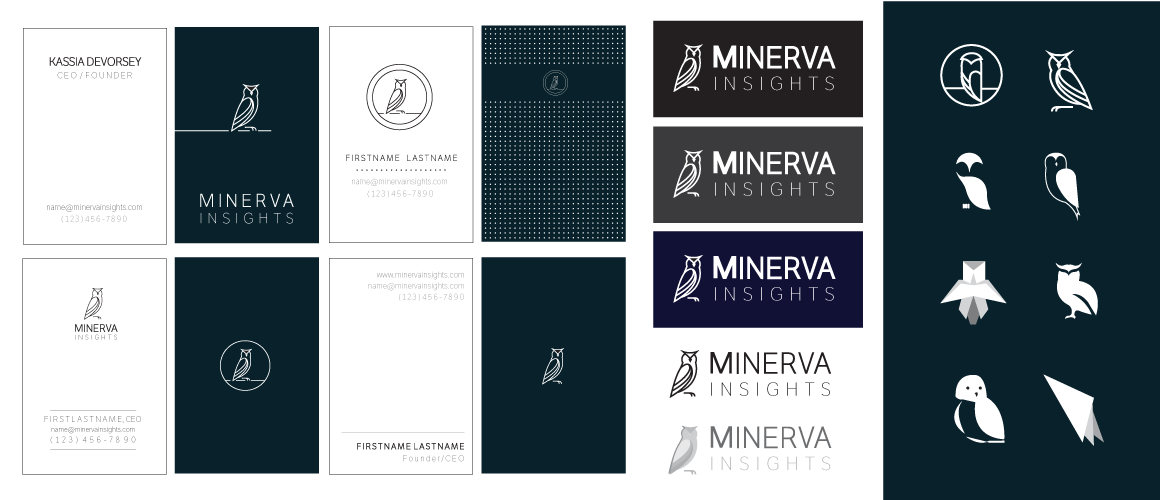 KASSIA DEVORSEY
CEO/FOUNDER
name@minervainsights.com
(123)456-7890
MINERVA
INSIGHTS
FIRSTNAME LASTNAME
name@minervainsights.com
(123)456-7890
MINERVA
INSIGHTS
FIRSTLASTNAME, CEO
name@minervainsights.com
(123)456-7890
www.minervainsights.com
name@minervainsights.com
(123)456-7890
FIRSTNAME LASTNAME
Founder/CEO
MINERVA
INSIGHTS
MINERVA
INSIGHTS
MINERVA
INSIGHTS
MINERVA
INSIGHTS
MINERVA
INSIGHTS